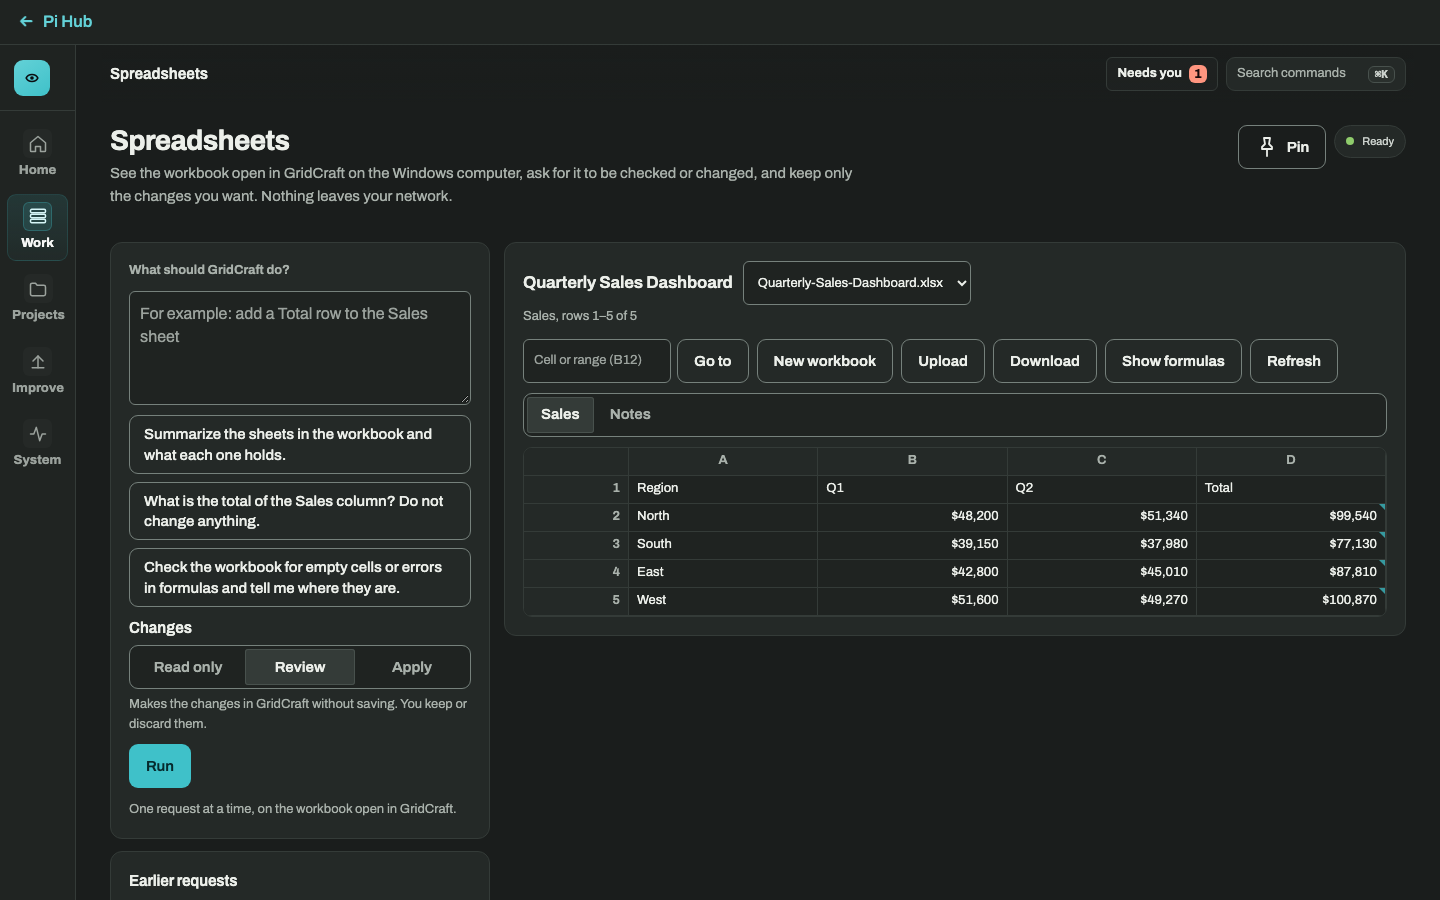 Pi Hub
Spreadsheets
Needs you 1
Search commands ⌘K
Home
Work
Projects
Improve
System
Spreadsheets
See the workbook open in GridCraft on the Windows computer, ask for it to be checked or changed, and keep only
the changes you want. Nothing leaves your network.
Pin
Ready
What should GridCraft do?
For example: add a Total row to the Sales
sheet
Summarize the sheets in the workbook and
what each one holds.
What is the total of the Sales column? Do not
change anything.
Check the workbook for empty cells or errors
in formulas and tell me where they are.
Changes
Read only Review Apply
Makes the changes in GridCraft without saving. You keep or
discard them.
Run
One request at a time, on the workbook open in GridCraft.
Earlier requests
Quarterly Sales Dashboard Quarterly-Sales-Dashboard.xlsx
Sales, rows 1–5 of 5
Cell or range (B12) Go to New workbook Upload Download Show formulas Refresh
Sales Notes
A B C D
1 Region Q1 Q2 Total
2 North $48,200 $51,340 $99,540
3 South $39,150 $37,980 $77,130
4 East $42,800 $45,010 $87,810
5 West $51,600 $49,270 $100,870